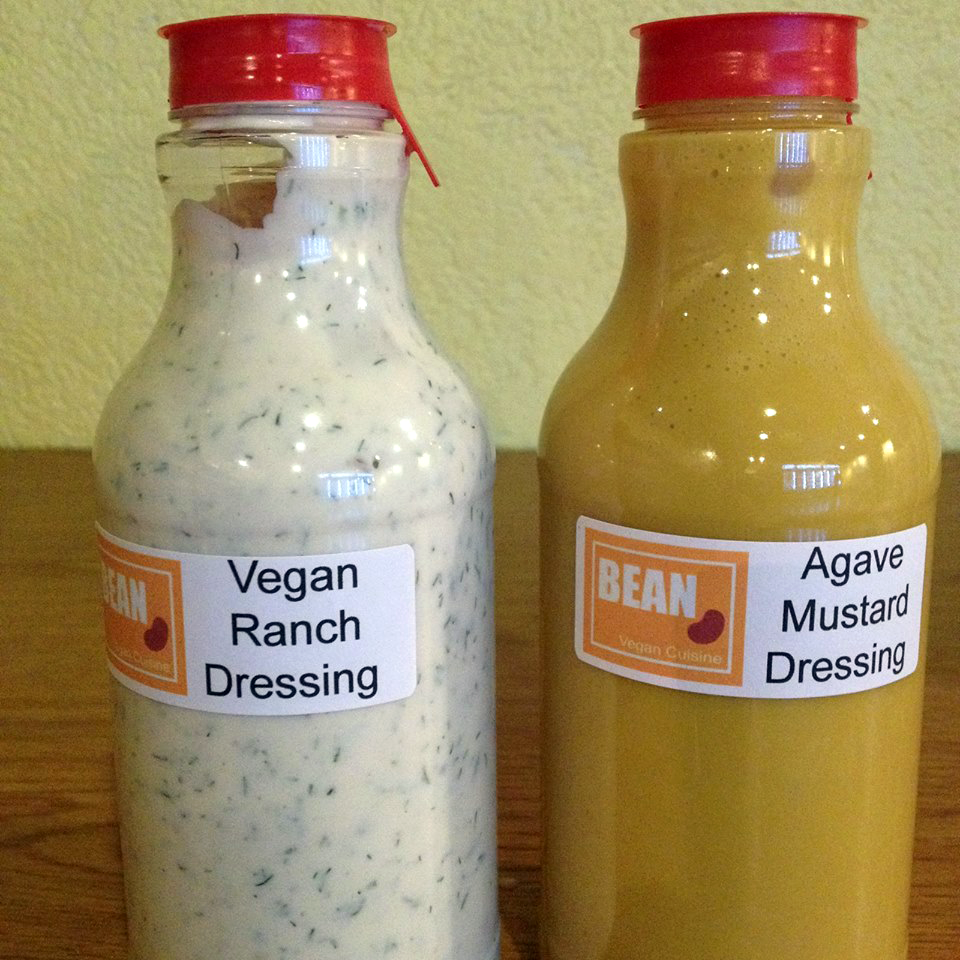 BEAN
Vegan Cuisine
Vegan
Ranch
Dressing
BEAN
Vegan Cuisine
Agave
Mustard
Dressing